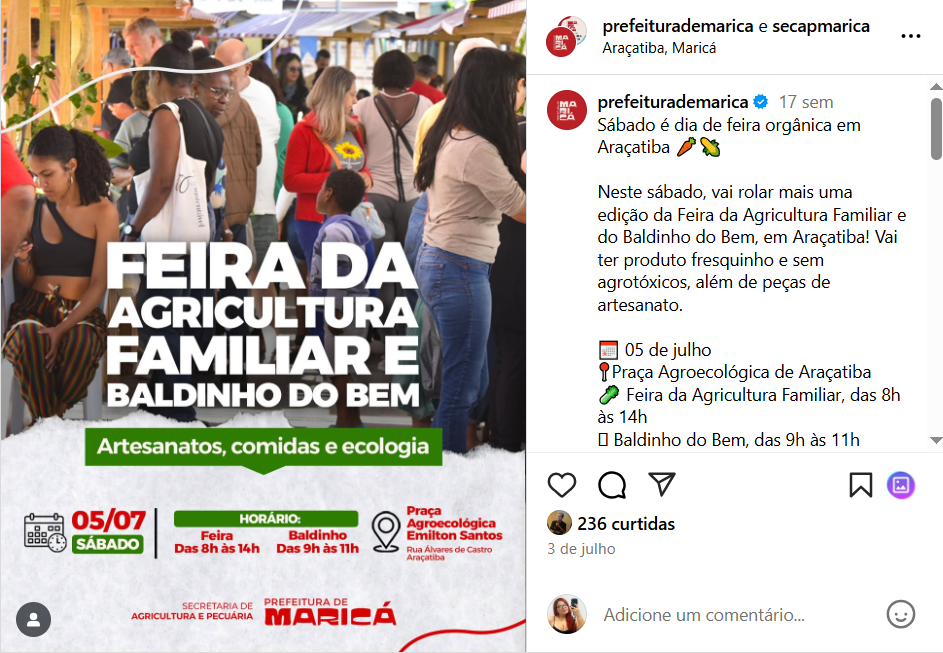 FEIRA DA
AGRICULTURA
FAMILIAR E
BALDINHO DO BEM
Artesanatos, comidas e ecologia
05/07
SÁBADO
HORÁRIO:
Feira
Das 8h às 14h
Baldinho
Das 9h às 11h
Praça
Agroecológica
Emilton Santos
Rua Álvares de Castro
Araçatiba
SECRETARIA DE
AGRICULTURA E PECUÁRIA
PREFEITURA DE
MARICÁ
prefeiturademarica e secapmarica
Araçatiba, Maricá
prefeiturademarica 17 sem
Sábado é dia de feira orgânica em
Araçatiba 🥕🌽
Neste sábado, vai rolar mais uma
edição da Feira da Agricultura Familiar e
do Baldinho do Bem, em Araçatiba! Vai
ter produto fresquinho e sem
agrotóxicos, além de peças de
artesanato.
📅 05 de julho
📍Praça Agroecológica de Araçatiba
🥬 Feira da Agricultura Familiar, das 8h
às 14h
Baldinho do Bem, das 9h às 11h
236 curtidas
3 de julho
Adicione um comentário...